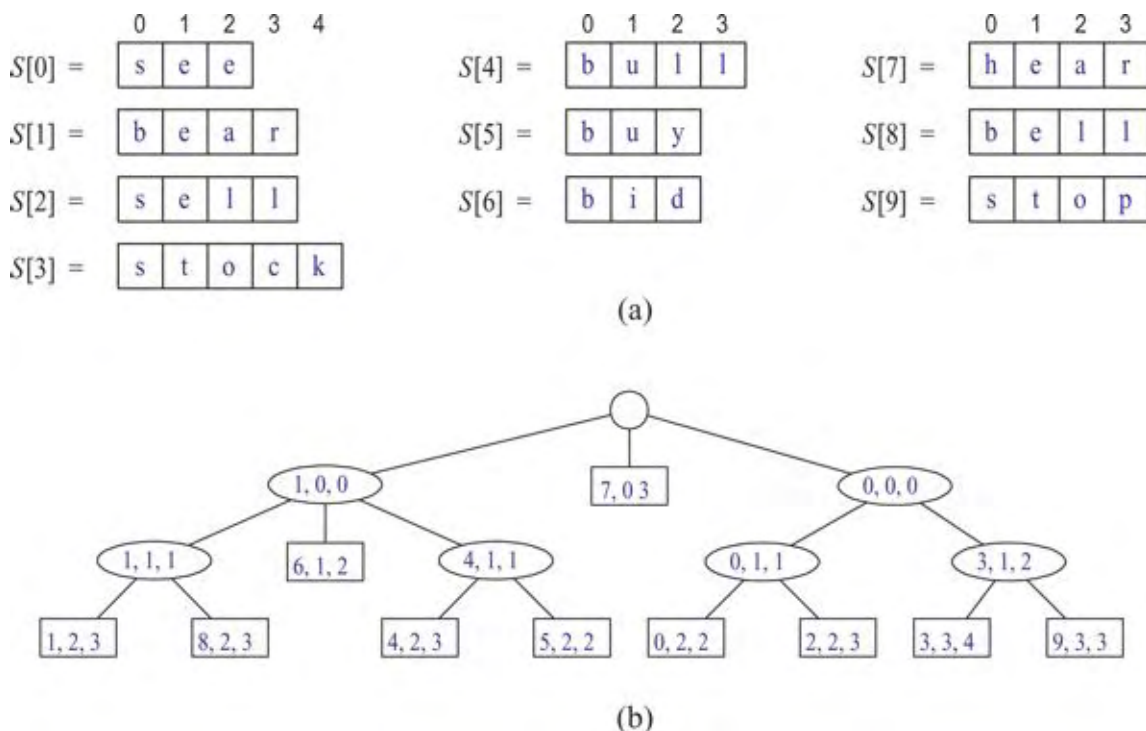 0 1 2 3 4
S[0] = s e e
S[1] = b e a r
S[2] = s e l l
S[3] = s t o c k
0 1 2 3
S[4] = b u l l
S[5] = b u y
S[6] = b i d
0 1 2 3
S[7] = h e a r
S[8] = b e l l
S[9] = s t o p
(a)
1, 0, 0
7, 0 3
0, 0, 0
1, 1, 1
6, 1, 2
4, 1, 1
0, 1, 1
3, 1, 2
1, 2, 3
8, 2, 3
4, 2, 3
5, 2, 2
0, 2, 2
2, 2, 3
3, 3, 4
9, 3, 3
(b)